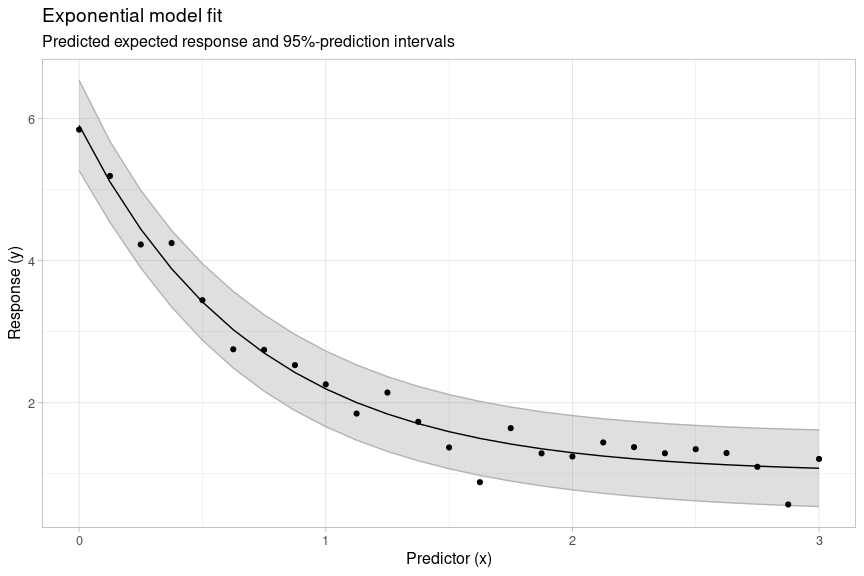 Exponential model fit
Predicted expected response and 95%-prediction intervals
Response (y)
6
4
2
0
1
2
3
Predictor (x)